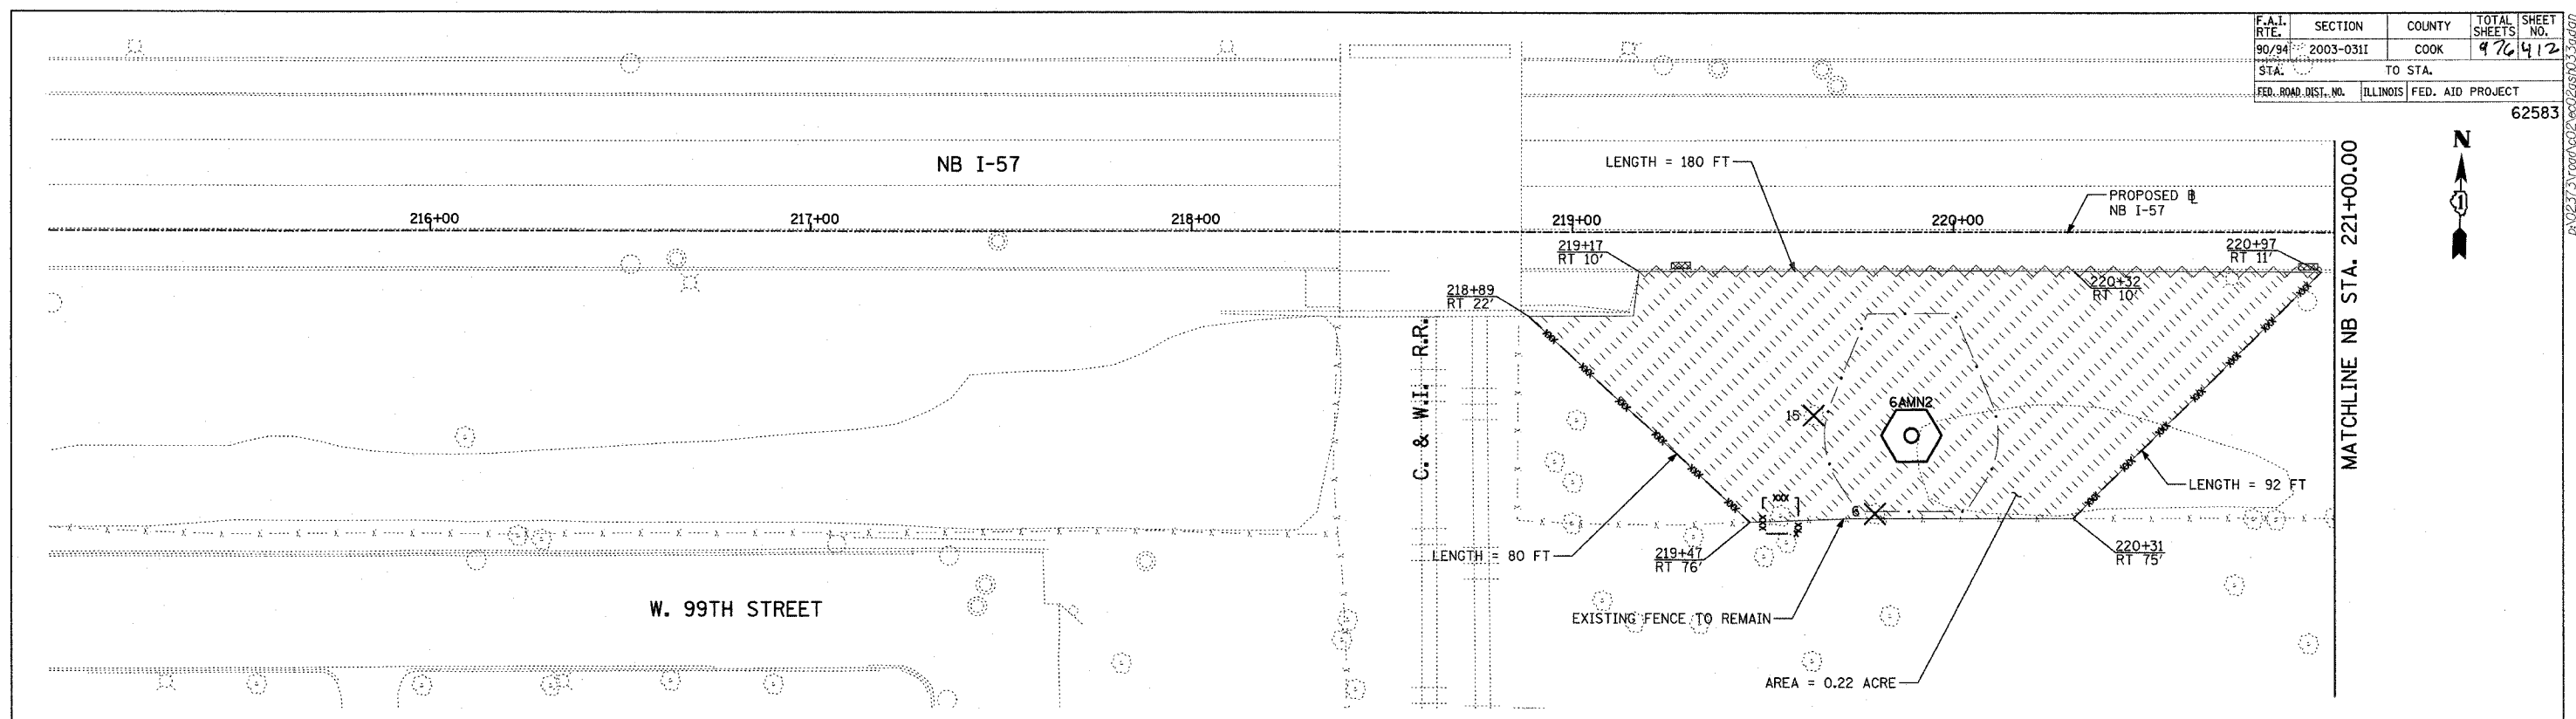 F.A.I. RTE. SECTION COUNTY TOTAL SHEETS SHEET NO.
90/94 2003-031I COOK 976 412
STA. TO STA.
FED. ROAD DIST. NO. ILLINOIS FED. AID PROJECT
62583
N
1
NB I-57
LENGTH = 180 FT
PROPOSED ℄
NB I-57
216+00 217+00 218+00 219+00 220+00
219+17
RT 10'
220+97
RT 11'
218+89
RT 22'
220+32
RT 10'
MATCHLINE NB STA. 221+00.00
C. & W.I. R.R.
6AMN2
15
6
XXX
LENGTH = 92 FT
LENGTH = 80 FT
219+47
RT 76'
220+31
RT 75'
W. 99TH STREET
EXISTING FENCE TO REMAIN
AREA = 0.22 ACRE